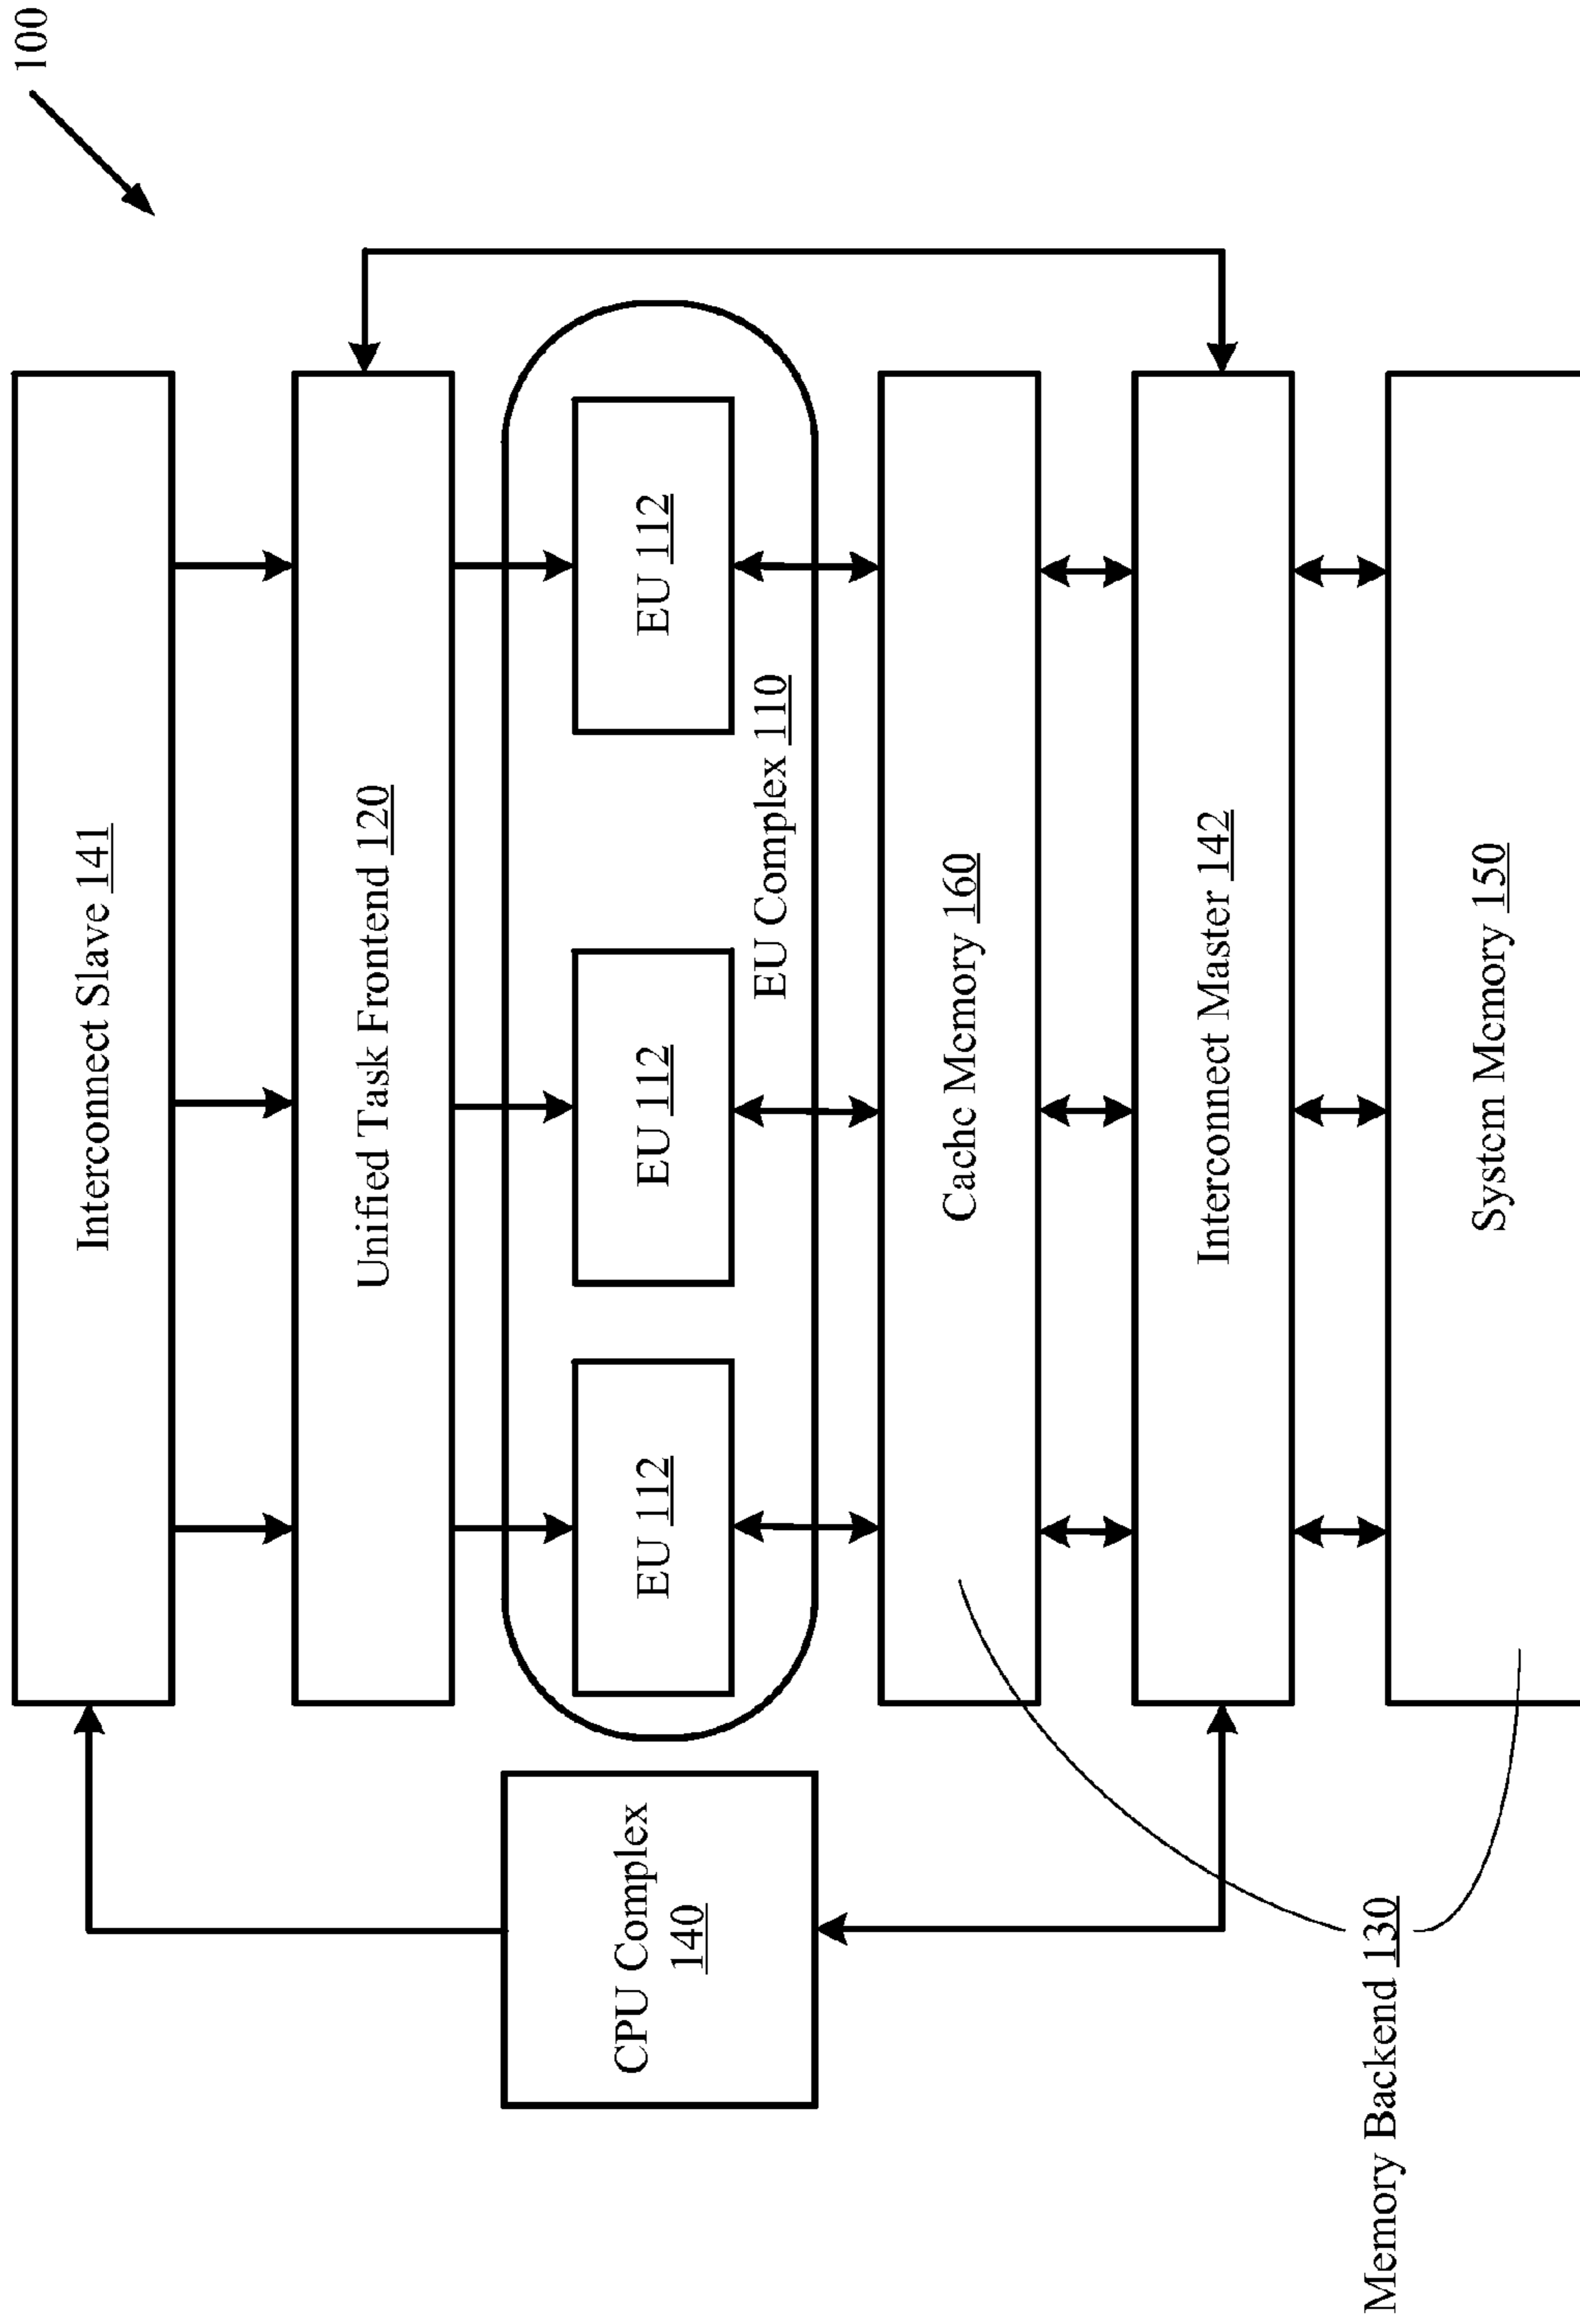 100
Interconnect Slave 141
Unified Task Frontend 120
EU 112
EU 112
EU 112
EU Complex 110
CPU Complex
140
Cache Memory 160
Interconnect Master 142
System Memory 150
Memory Backend 130